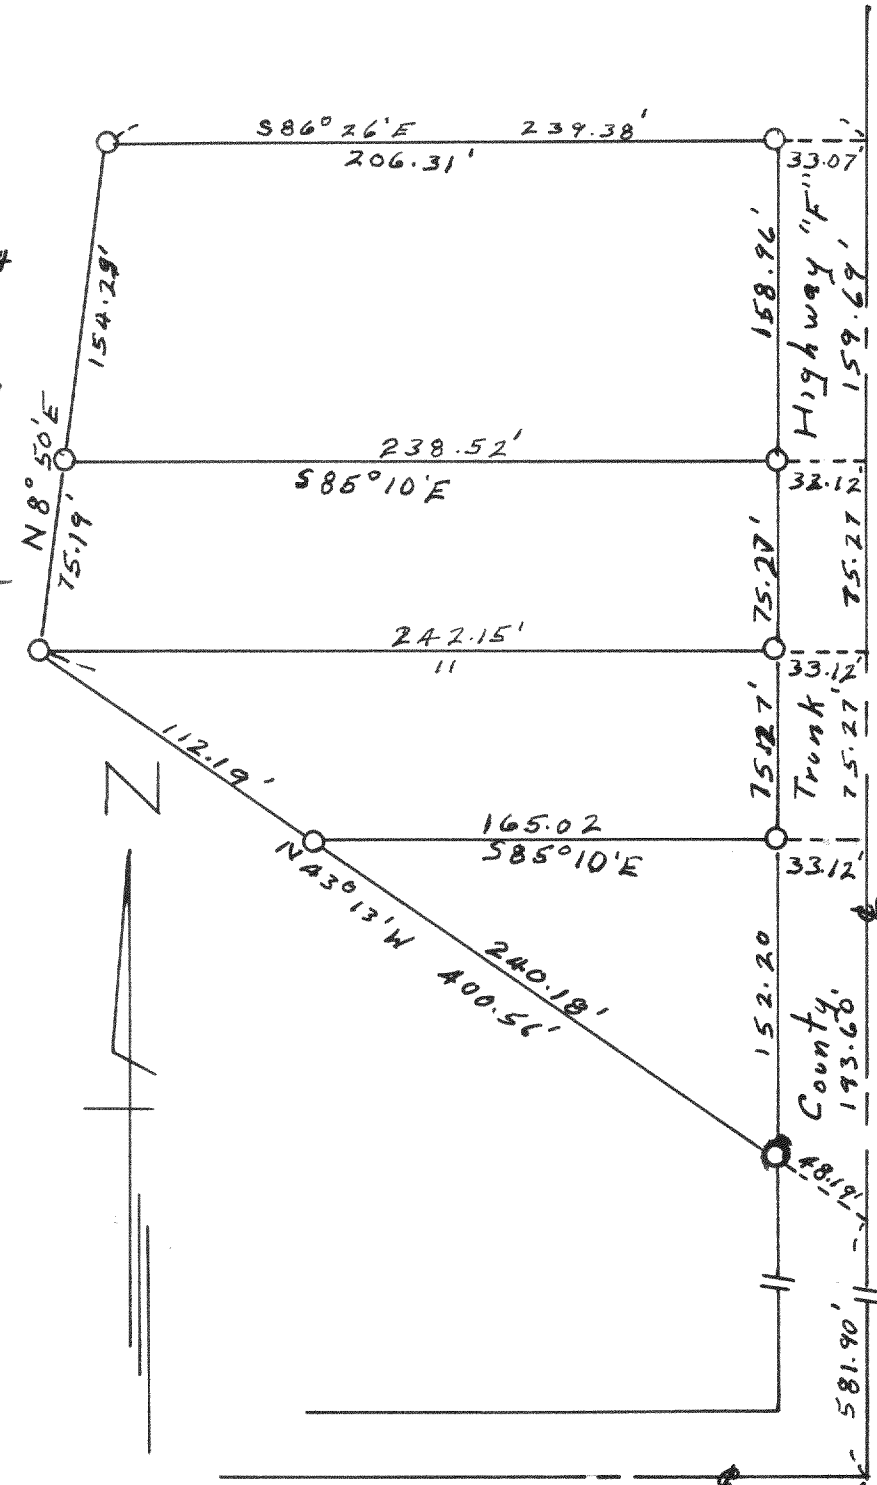 S86° 26'E 239.38'
206.31'
33.07'
154.29'
158.96'
Highway "F"
159.69'
N8° 50'E
238.52'
S85°10'E
33.12'
75.19'
75.27'
75.27
242.15'
"
33.12'
112.19'
75.27'
Trunk
75.27'
N
165.02
S85°10'E
33.12'
N43° 13'W 400.56'
240.18'
152.20
County
193.60'
48.19'
581.90'